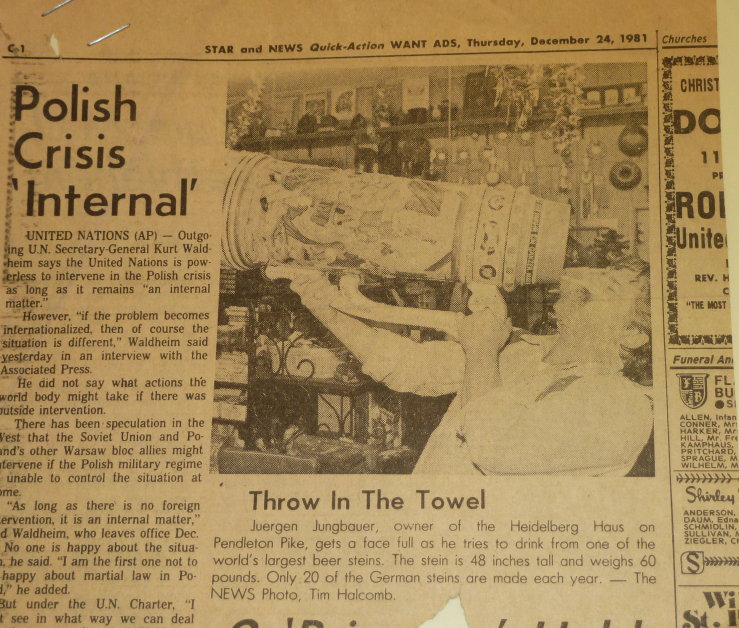 C-1
STAR and NEWS Quick-Action WANT ADS, Thursday, December 24, 1981
Churches
Polish
Crisis
'Internal'
UNITED NATIONS (AP) — Outgo-
ing U.N. Secretary-General Kurt Wald-
heim says the United Nations is pow-
erless to intervene in the Polish crisis
as long as it remains "an internal
matter."
However, "if the problem becomes
internationalized, then of course the
situation is different," Waldheim said
yesterday in an interview with the
Associated Press.
He did not say what actions the
world body might take if there was
outside intervention.
There has been speculation in the
West that the Soviet Union and Po-
and's other Warsaw bloc allies might
tervene if the Polish military regime
unable to control the situation at
ome.
"As long as there is no foreign
ervention, it is an internal matter,"
d Waldheim, who leaves office Dec.
No one is happy about the situa-
n, he said. "I am the first one not to
happy about martial law in Po-
d," he added.
But under the U.N. Charter, "I
t see in what way we can deal
Throw In The Towel
Juergen Jungbauer, owner of the Heidelberg Haus on
Pendleton Pike, gets a face full as he tries to drink from one of the
world's largest beer steins. The stein is 48 inches tall and weighs 60
pounds. Only 20 of the German steins are made each year. — The
NEWS Photo, Tim Halcomb.
CHRIST
DO
11
PR
ROL
Unite
REV. H
"THE MOST
Funeral An
FL
BU
ALLEN, Infan
CONNER, Mr
HARKER, Mr
HILL, Mr. Fre
KAMPHAUS,
PRITCHARD,
SPRAGUE, M
WILHELM, M
Shirley
ANDERSON,
DAUM, Edna
SCHMIDLIN,
SULLIVAN, M
ZIEGLER, C
S
Wi
St.